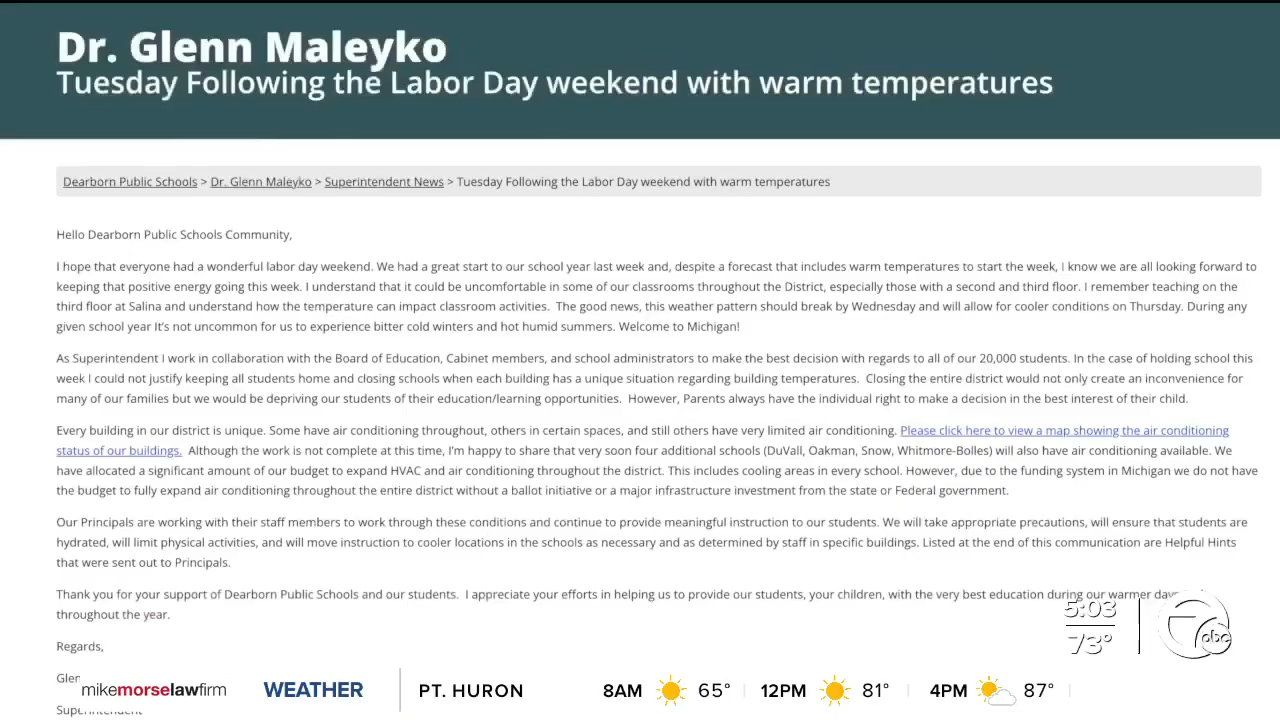 Dr. Glenn Maleyko
Tuesday Following the Labor Day weekend with warm temperatures
Dearborn Public Schools > Dr. Glenn Maleyko > Superintendent News > Tuesday Following the Labor Day weekend with warm temperatures
Hello Dearborn Public Schools Community,
I hope that everyone had a wonderful labor day weekend. We had a great start to our school year last week and, despite a forecast that includes warm temperatures to start the week, I know we are all looking forward to
keeping that positive energy going this week. I understand that it could be uncomfortable in some of our classrooms throughout the District, especially those with a second and third floor. I remember teaching on the
third floor at Salina and understand how the temperature can impact classroom activities.  The good news, this weather pattern should break by Wednesday and will allow for cooler conditions on Thursday. During any
given school year It's not uncommon for us to experience bitter cold winters and hot humid summers. Welcome to Michigan!
As Superintendent I work in collaboration with the Board of Education, Cabinet members, and school administrators to make the best decision with regards to all of our 20,000 students. In the case of holding school this
week I could not justify keeping all students home and closing schools when each building has a unique situation regarding building temperatures.  Closing the entire district would not only create an inconvenience for
many of our families but we would be depriving our students of their education/learning opportunities.  However, Parents always have the individual right to make a decision in the best interest of their child.
Every building in our district is unique. Some have air conditioning throughout, others in certain spaces, and still others have very limited air conditioning. Please click here to view a map showing the air conditioning
status of our buildings.  Although the work is not complete at this time, I'm happy to share that very soon four additional schools (DuVall, Oakman, Snow, Whitmore-Bolles) will also have air conditioning available. We
have allocated a significant amount of our budget to expand HVAC and air conditioning throughout the district. This includes cooling areas in every school. However, due to the funding system in Michigan we do not have
the budget to fully expand air conditioning throughout the entire district without a ballot initiative or a major infrastructure investment from the state or Federal government.
Our Principals are working with their staff members to work through these conditions and continue to provide meaningful instruction to our students. We will take appropriate precautions, will ensure that students are
hydrated, will limit physical activities, and will move instruction to cooler locations in the schools as necessary and as determined by staff in specific buildings. Listed at the end of this communication are Helpful Hints
that were sent out to Principals.
Thank you for your support of Dearborn Public Schools and our students.  I appreciate your efforts in helping us to provide our students, your children, with the very best education during our warmer days
throughout the year.
Regards,
Superintendent
5:03
73°
7 abc
mikemorselawfirm WEATHER PT. HURON 8AM 65° 12PM 81° 4PM 87°